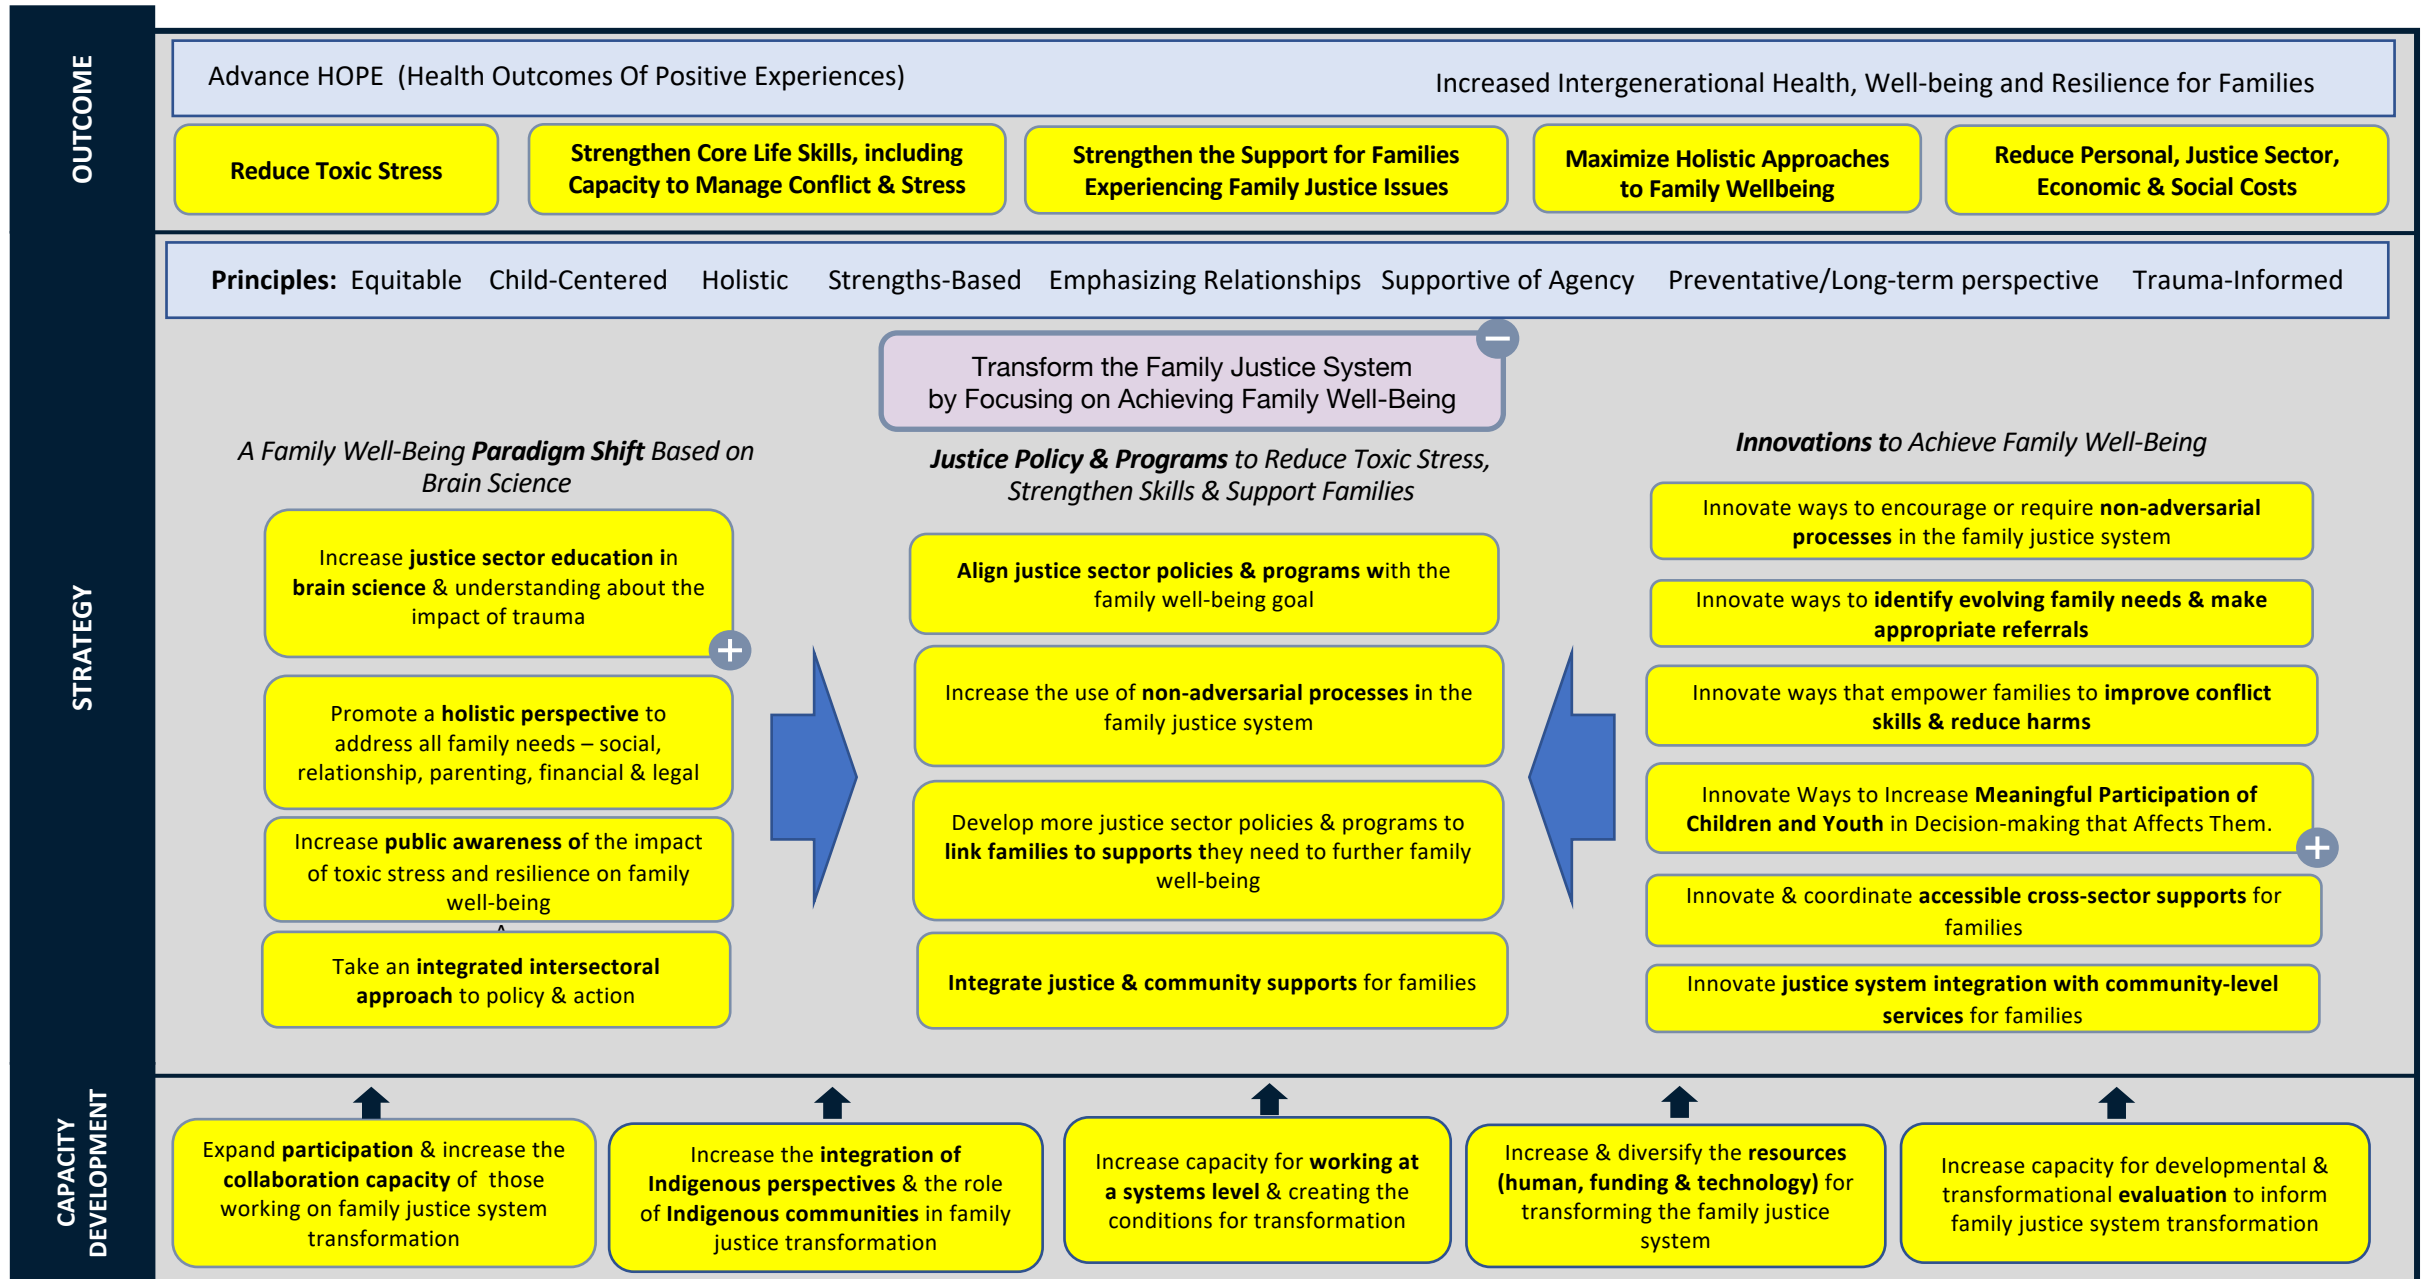 OUTCOME
Advance HOPE (Health Outcomes Of Positive Experiences)
Increased Intergenerational Health, Well-being and Resilience for Families
Reduce Toxic Stress
Strengthen Core Life Skills, including
Capacity to Manage Conflict & Stress
Strengthen the Support for Families
Experiencing Family Justice Issues
Maximize Holistic Approaches
to Family Wellbeing
Reduce Personal, Justice Sector,
Economic & Social Costs
STRATEGY
Principles: Equitable Child-Centered Holistic Strengths-Based Emphasizing Relationships Supportive of Agency Preventative/Long-term perspective Trauma-Informed
Transform the Family Justice System
by Focusing on Achieving Family Well-Being
A Family Well-Being Paradigm Shift Based on
Brain Science
Increase justice sector education in
brain science & understanding about the
impact of trauma
Promote a holistic perspective to
address all family needs – social,
relationship, parenting, financial & legal
Increase public awareness of the impact
of toxic stress and resilience on family
well-being
Take an integrated intersectoral
approach to policy & action
Justice Policy & Programs to Reduce Toxic Stress,
Strengthen Skills & Support Families
Align justice sector policies & programs with the
family well-being goal
Increase the use of non-adversarial processes in the
family justice system
Develop more justice sector policies & programs to
link families to supports they need to further family
well-being
Integrate justice & community supports for families
Innovations to Achieve Family Well-Being
Innovate ways to encourage or require non-adversarial
processes in the family justice system
Innovate ways to identify evolving family needs & make
appropriate referrals
Innovate ways that empower families to improve conflict
skills & reduce harms
Innovate Ways to Increase Meaningful Participation of
Children and Youth in Decision-making that Affects Them.
Innovate & coordinate accessible cross-sector supports for
families
Innovate justice system integration with community-level
services for families
CAPACITY
DEVELOPMENT
Expand participation & increase the
collaboration capacity of those
working on family justice system
transformation
Increase the integration of
Indigenous perspectives & the role
of Indigenous communities in family
justice transformation
Increase capacity for working at
a systems level & creating the
conditions for transformation
Increase & diversify the resources
(human, funding & technology) for
transforming the family justice
system
Increase capacity for developmental &
transformational evaluation to inform
family justice system transformation